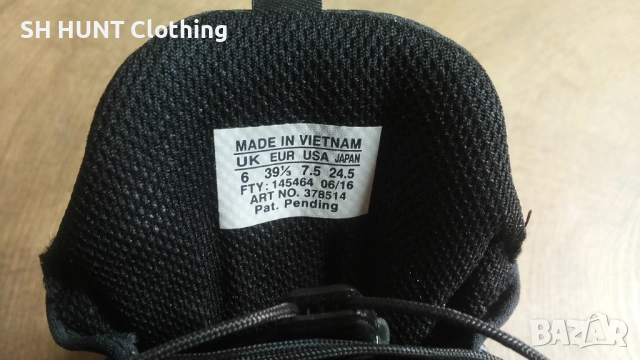 SH HUNT Clothing
MADE IN VIETNAM
UK EUR USA JAPAN
6 39⅓ 7.5 24.5
FTY: 145464 06/16
ART NO. 378514
Pat. Pending
BAZAR